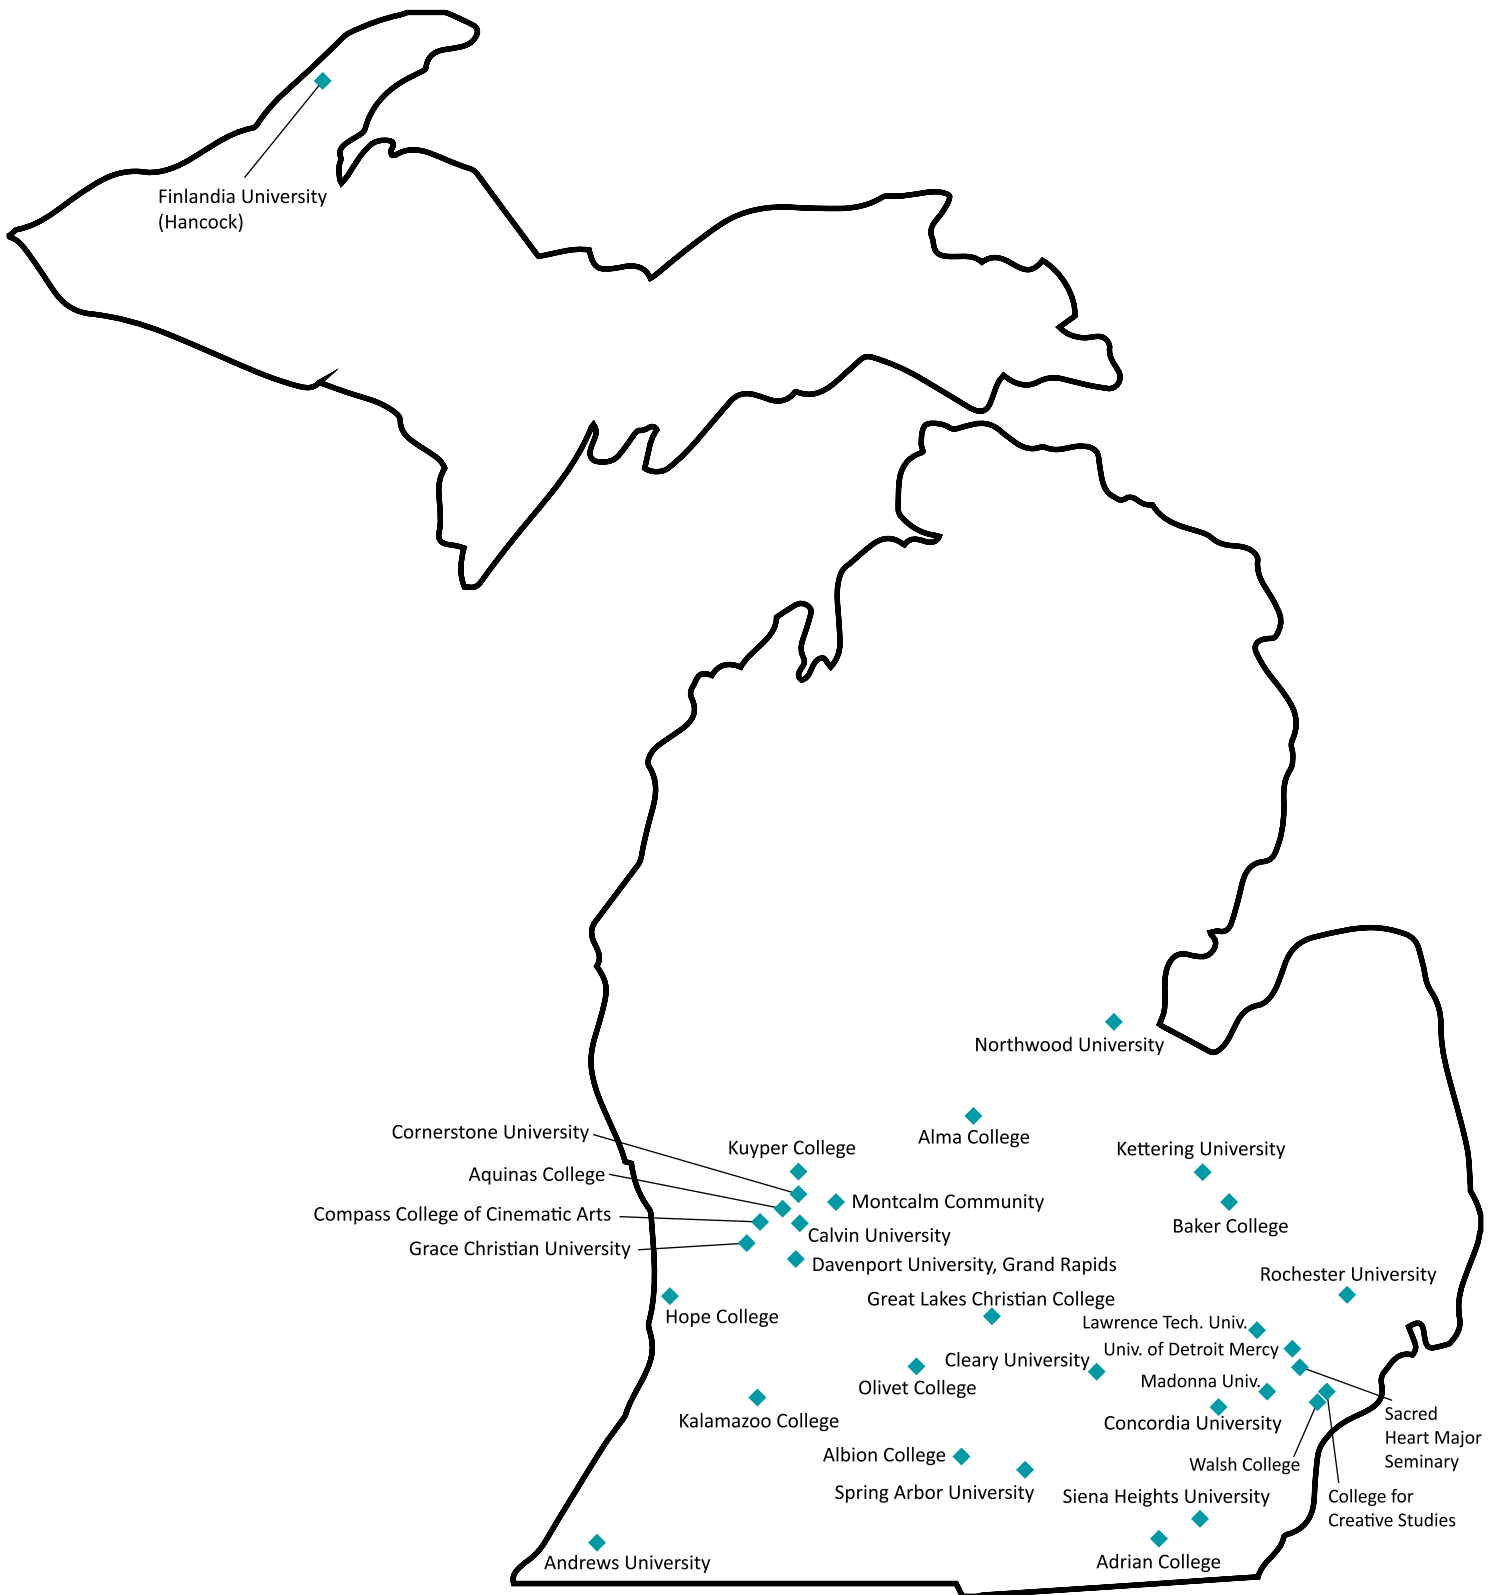 Finlandia University
(Hancock)
Northwood University
Cornerstone University
Alma College
Kuyper College
Kettering University
Aquinas College
Montcalm Community
Compass College of Cinematic Arts
Baker College
Calvin University
Grace Christian University
Davenport University, Grand Rapids
Rochester University
Great Lakes Christian College
Hope College
Lawrence Tech. Univ.
Univ. of Detroit Mercy
Cleary University
Madonna Univ.
Olivet College
Kalamazoo College
Concordia University
Sacred
Heart Major
Seminary
Albion College
Walsh College
Spring Arbor University
Siena Heights University
College for
Creative Studies
Andrews University
Adrian College